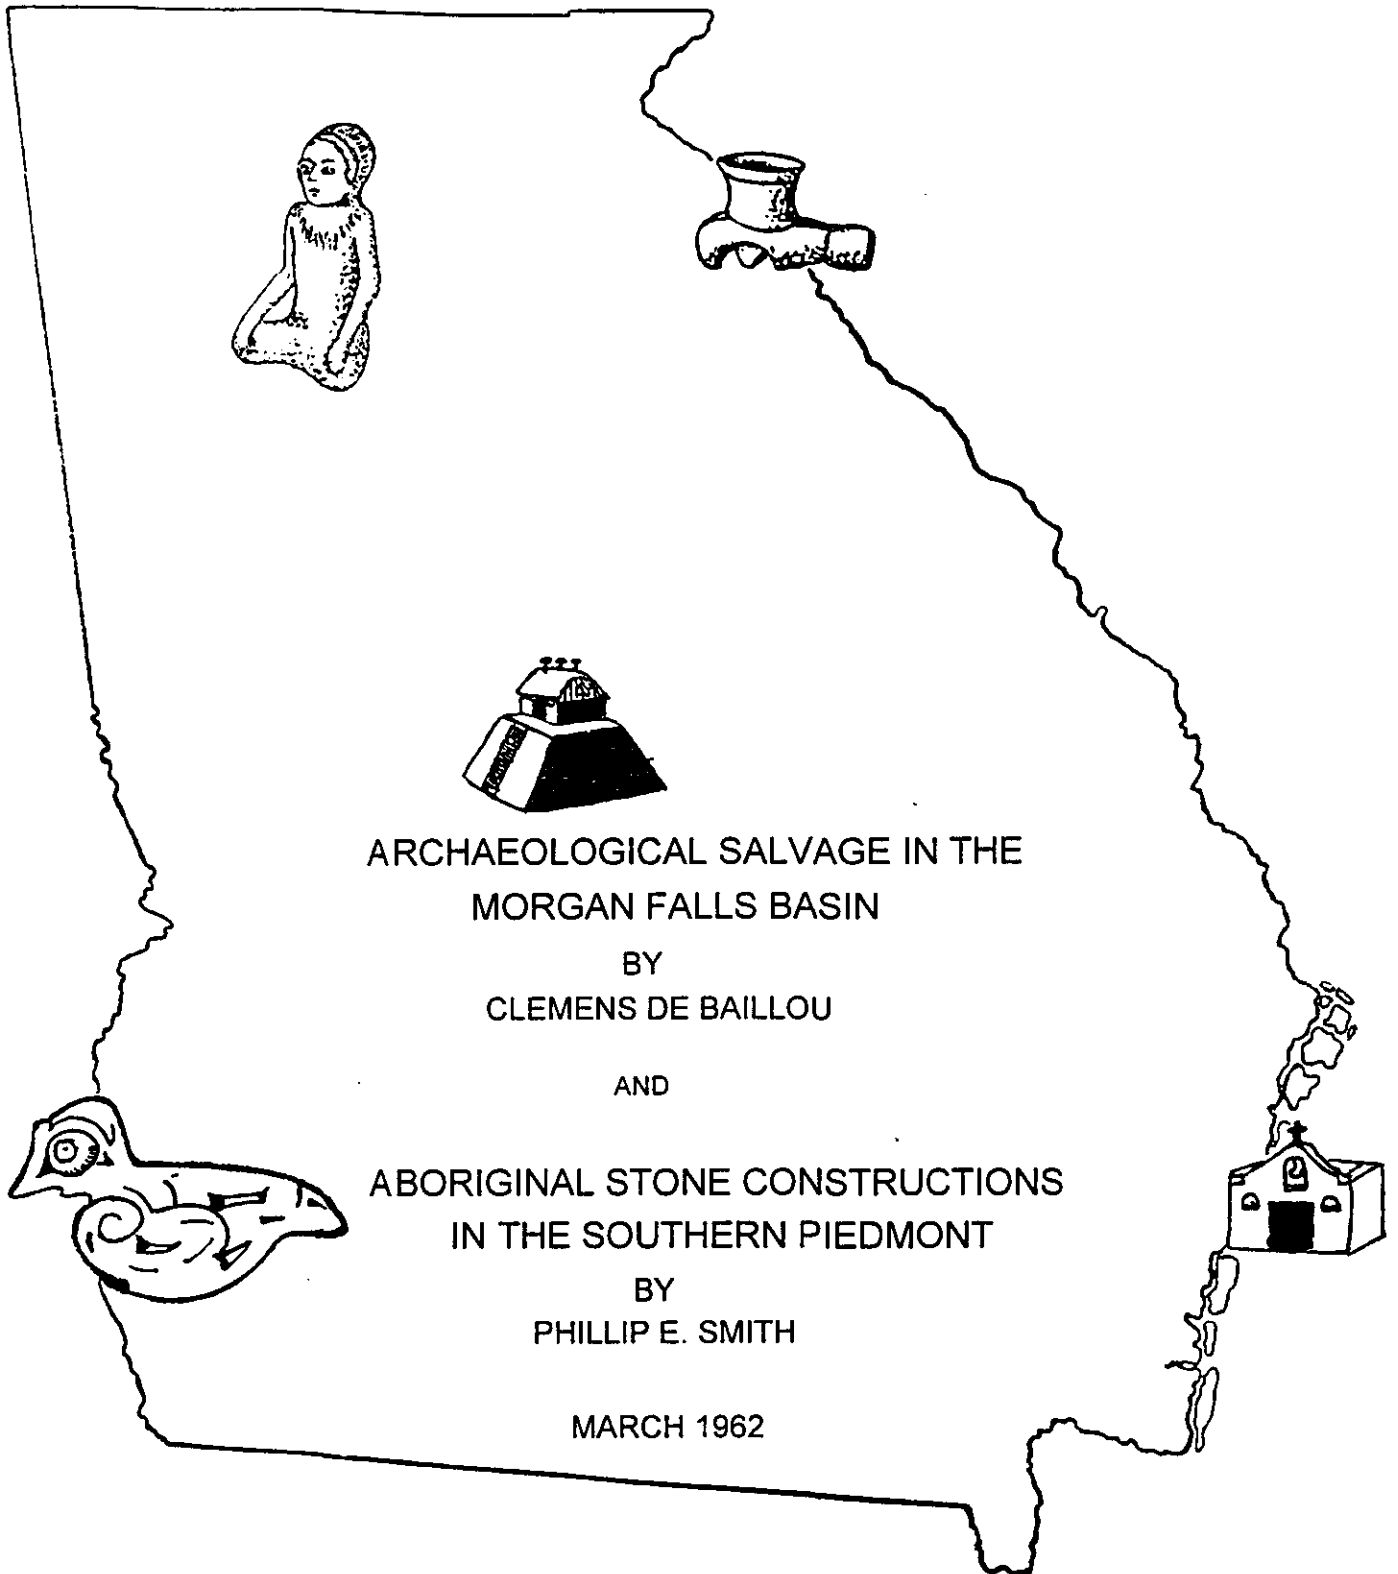 ARCHAEOLOGICAL SALVAGE IN THE
MORGAN FALLS BASIN
BY
CLEMENS DE BAILLOU
AND
ABORIGINAL STONE CONSTRUCTIONS
IN THE SOUTHERN PIEDMONT
BY
PHILLIP E. SMITH
MARCH 1962